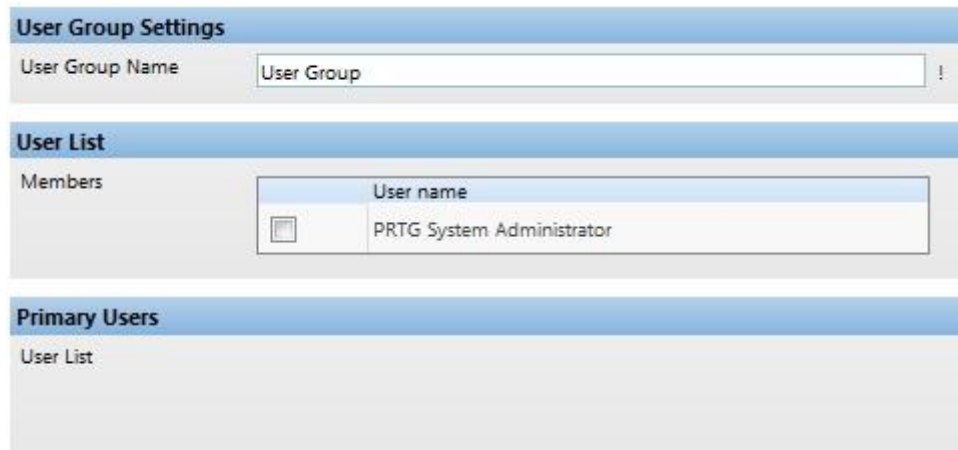 User Group Settings
User Group Name
User Group
!
User List
Members
User name
PRTG System Administrator
Primary Users
User List